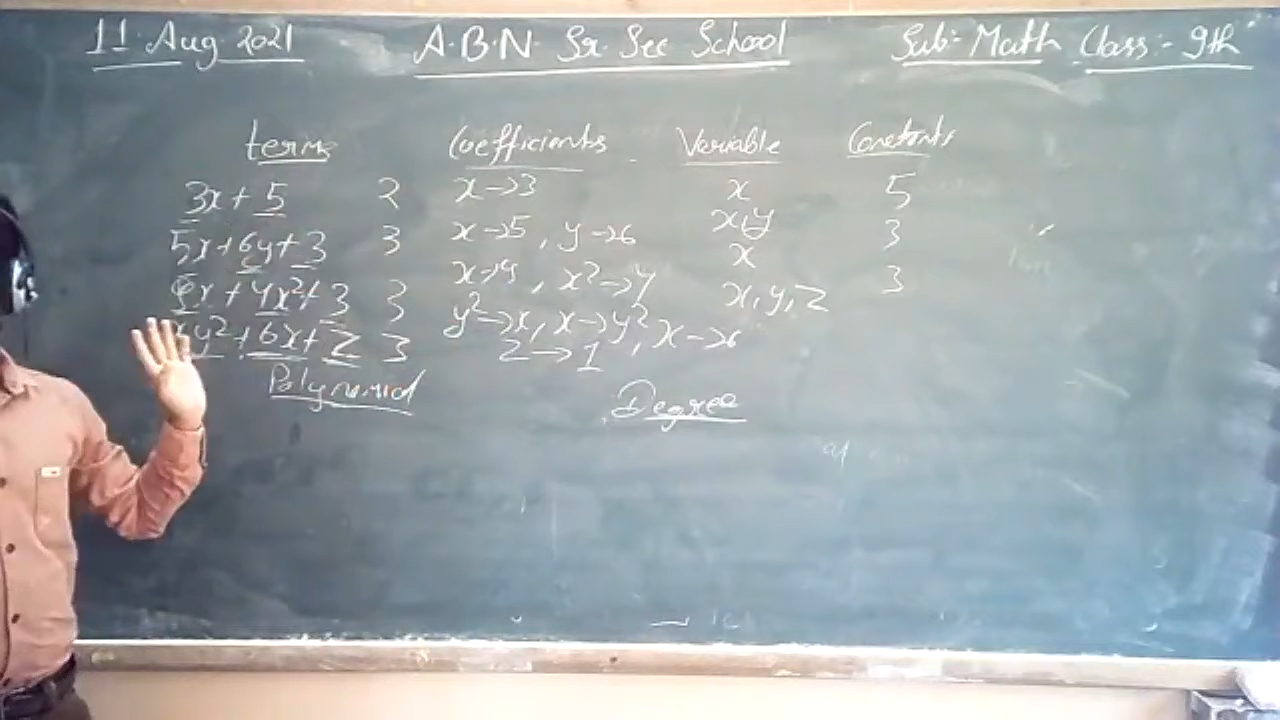 11 Aug 2021 A.B.N. Sr. Sec School Sub:- Math Class:- 9th
terms Coefficients Variable Constants
3x + 5 2 x→3 x 5
5x+6y+3 3 x→5, y→6 x,y 3
x + 4x²+3 3 x→9, x²→4 x 3
xy²+6x+z 3 y²→x, x→y², x→6 x,y,z
z→1
Polynomial Degree